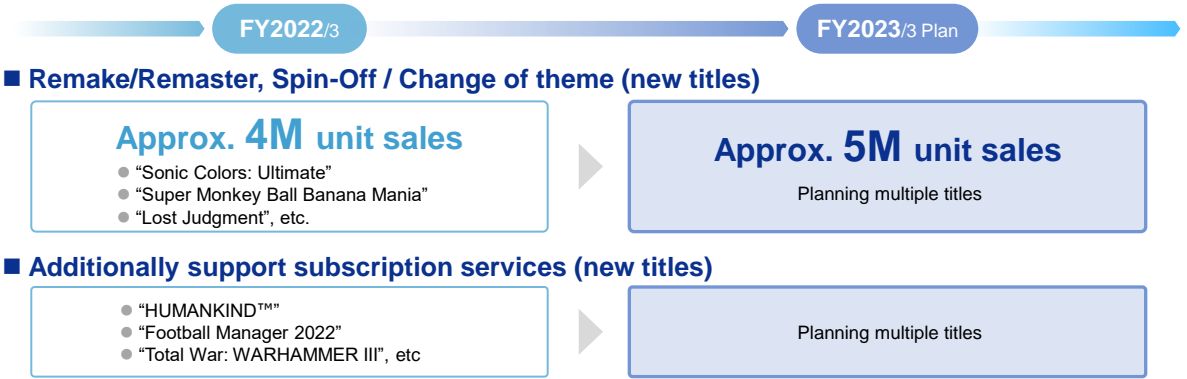 FY2022/3
FY2023/3 Plan
■ Remake/Remaster, Spin-Off / Change of theme (new titles)
Approx. 4M unit sales
● “Sonic Colors: Ultimate”
● “Super Monkey Ball Banana Mania”
● “Lost Judgment”, etc.
Approx. 5M unit sales
Planning multiple titles
■ Additionally support subscription services (new titles)
● “HUMANKIND™”
● “Football Manager 2022”
● “Total War: WARHAMMER III”, etc
Planning multiple titles